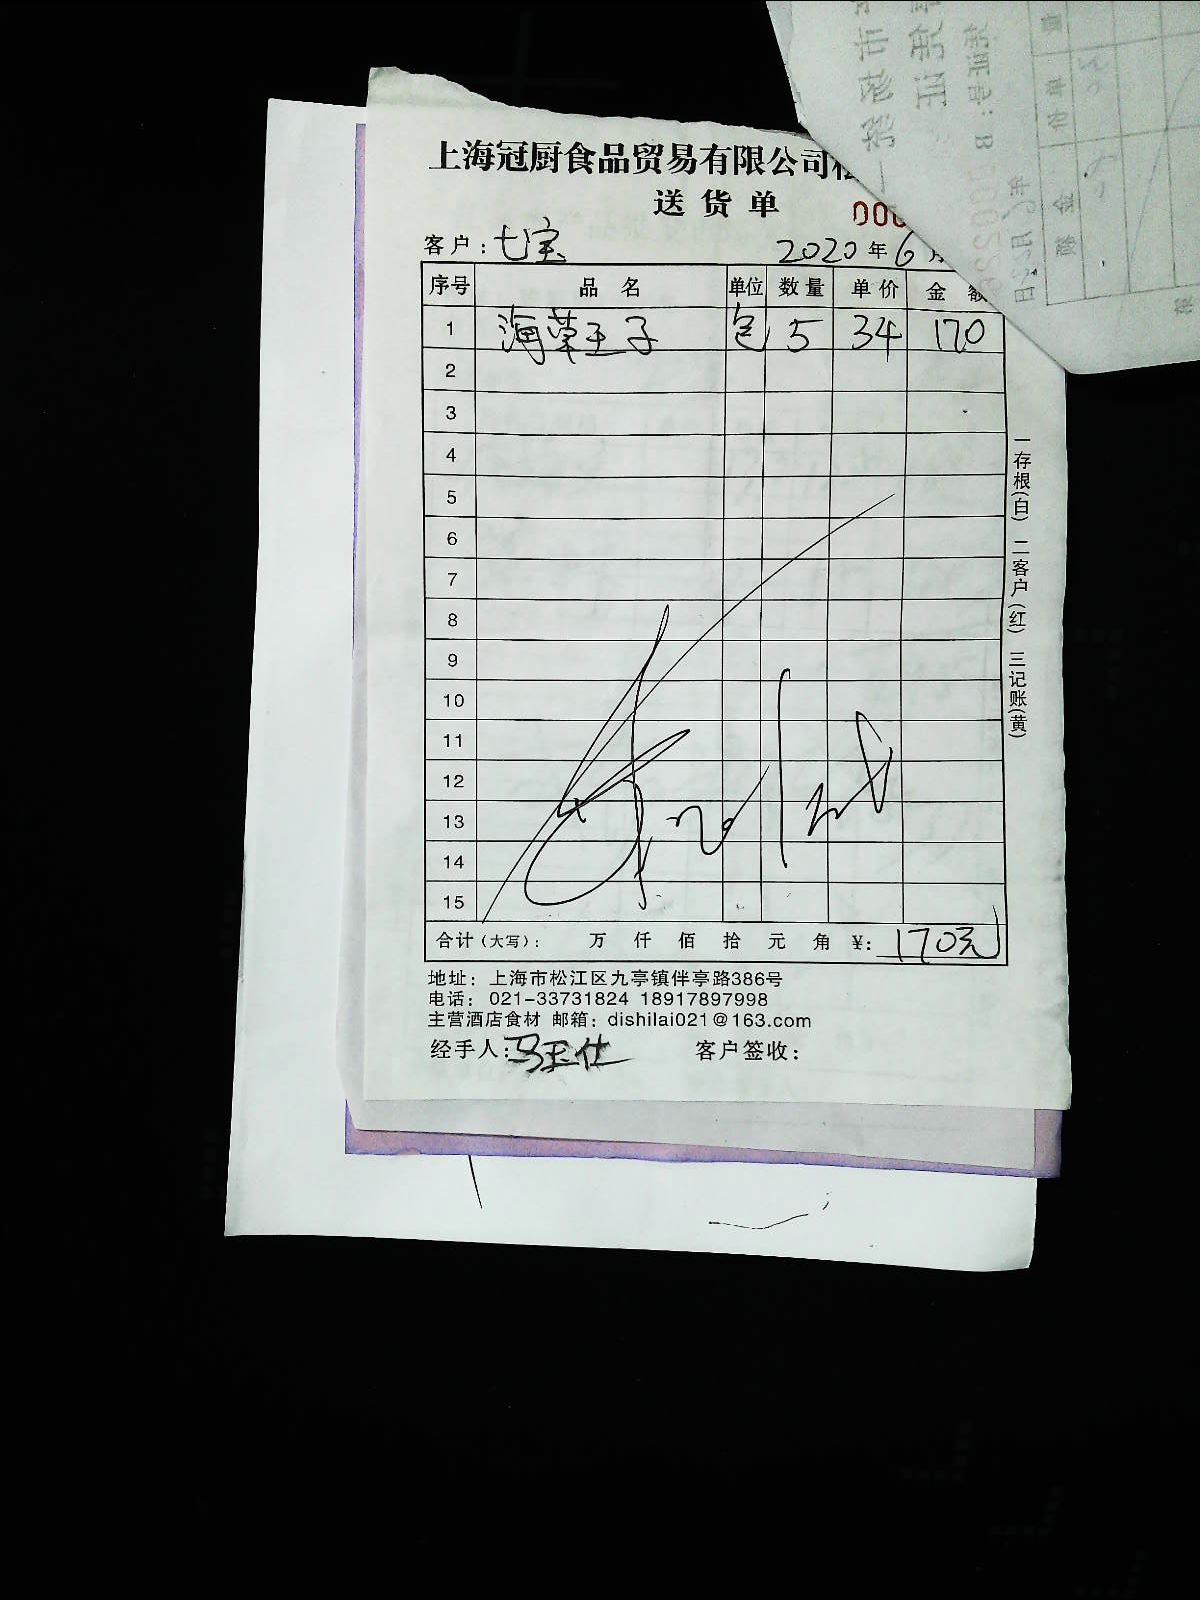 上海冠厨食品贸易有限公司
送货单
000
客户:七宝 2020年6月
序号 品名 单位 数量 单价 金额
1 海草王子 包 5 34 170
2
3
4
5
6
7
8
9
10
11
12
13
14
15
合计(大写): 万 仟 佰 拾 元 角 ¥: 170元
地址: 上海市松江区九亭镇伴亭路386号
电话: 021-33731824 18917897998
主营酒店食材 邮箱: dishilai021@163.com
经手人: 客户签收:
一存根(白) 二客户(红) 三记账(黄)